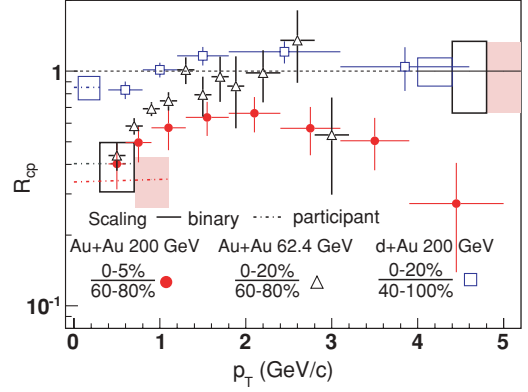 R_cp
1
10^-1
Scaling — binary -·-·- participant
Au+Au 200 GeV Au+Au 62.4 GeV d+Au 200 GeV
0-5% 0-20% 0-20%
60-80% 60-80% 40-100%
0 1 2 3 4 5
p_T (GeV/c)